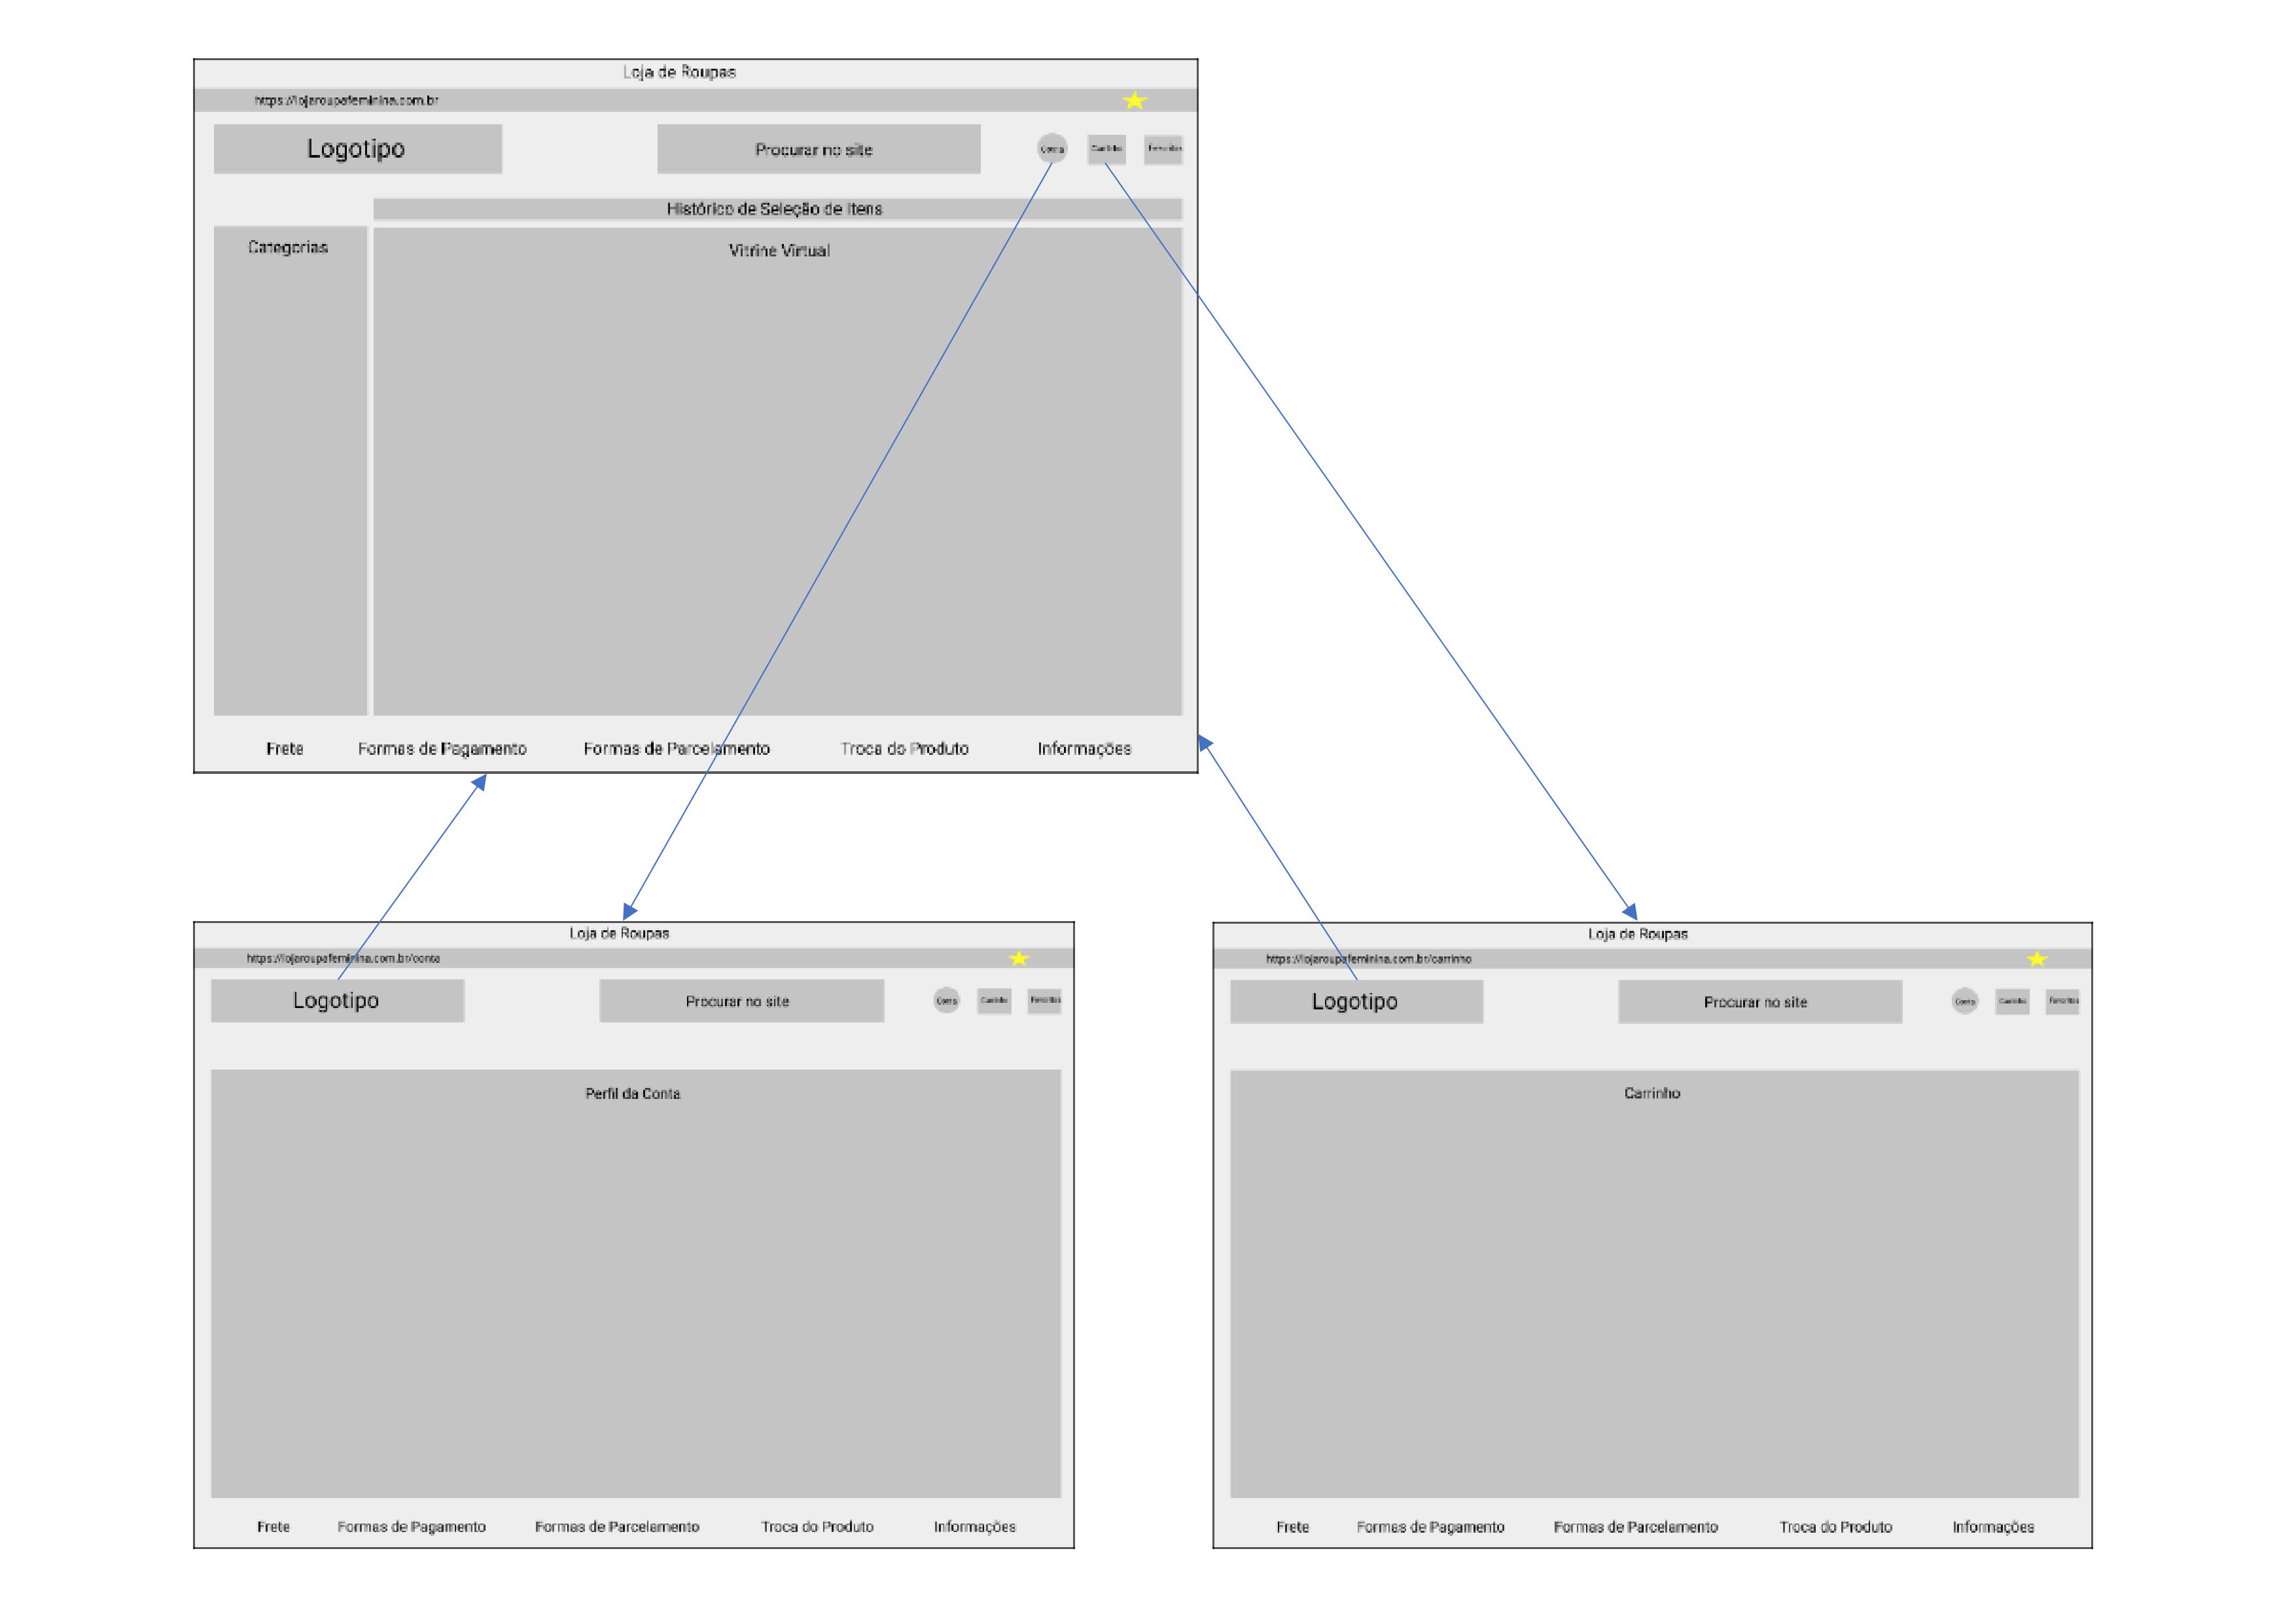 Loja de Roupas
https://lojaroupafeminina.com.br
Logotipo
Procurar no site
Conta
Carrinho
Favoritos
Histórico de Seleção de Itens
Categorias
Vitrine Virtual
Frete
Formas de Pagamento
Formas de Parcelamento
Troca do Produto
Informações
Loja de Roupas
https://lojaroupafeminina.com.br/conta
Logotipo
Procurar no site
Conta
Carrinho
Favoritos
Perfil da Conta
Frete
Formas de Pagamento
Formas de Parcelamento
Troca do Produto
Informações
Loja de Roupas
https://lojaroupafeminina.com.br/carrinho
Logotipo
Procurar no site
Conta
Carrinho
Favoritos
Carrinho
Frete
Formas de Pagamento
Formas de Parcelamento
Troca do Produto
Informações